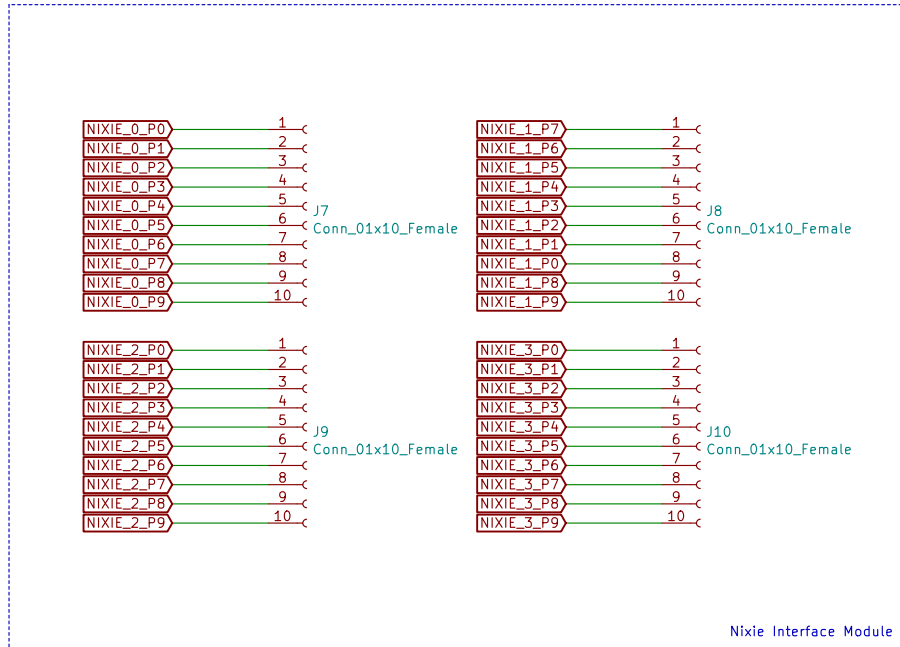 NIXIE_0_P0 1
NIXIE_0_P1 2
NIXIE_0_P2 3
NIXIE_0_P3 4
NIXIE_0_P4 5
NIXIE_0_P5 6
NIXIE_0_P6 7
NIXIE_0_P7 8
NIXIE_0_P8 9
NIXIE_0_P9 10
J7
Conn_01x10_Female
NIXIE_1_P7 1
NIXIE_1_P6 2
NIXIE_1_P5 3
NIXIE_1_P4 4
NIXIE_1_P3 5
NIXIE_1_P2 6
NIXIE_1_P1 7
NIXIE_1_P0 8
NIXIE_1_P8 9
NIXIE_1_P9 10
J8
Conn_01x10_Female
NIXIE_2_P0 1
NIXIE_2_P1 2
NIXIE_2_P2 3
NIXIE_2_P3 4
NIXIE_2_P4 5
NIXIE_2_P5 6
NIXIE_2_P6 7
NIXIE_2_P7 8
NIXIE_2_P8 9
NIXIE_2_P9 10
J9
Conn_01x10_Female
NIXIE_3_P0 1
NIXIE_3_P1 2
NIXIE_3_P2 3
NIXIE_3_P3 4
NIXIE_3_P4 5
NIXIE_3_P5 6
NIXIE_3_P6 7
NIXIE_3_P7 8
NIXIE_3_P8 9
NIXIE_3_P9 10
J10
Conn_01x10_Female
Nixie Interface Module